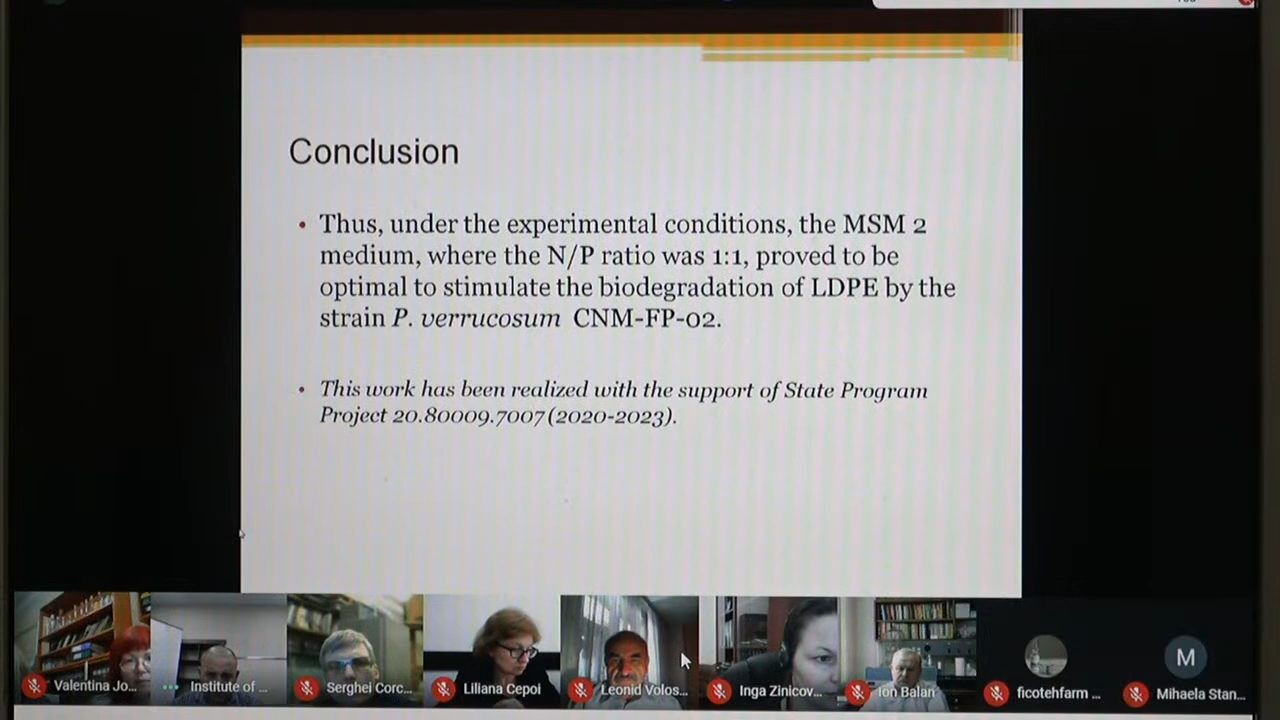 Conclusion
• Thus, under the experimental conditions, the MSM 2
medium, where the N/P ratio was 1:1, proved to be
optimal to stimulate the biodegradation of LDPE by the
strain P. verrucosum CNM-FP-02.
• This work has been realized with the support of State Program
Project 20.80009.7007 (2020-2023).
Valentina Jo...
Institute of ...
Serghei Corc...
Liliana Cepoi
Leonid Volos...
Inga Zinicov...
Ion Balan
ficotehfarm ...
M
Mihaela Stan...